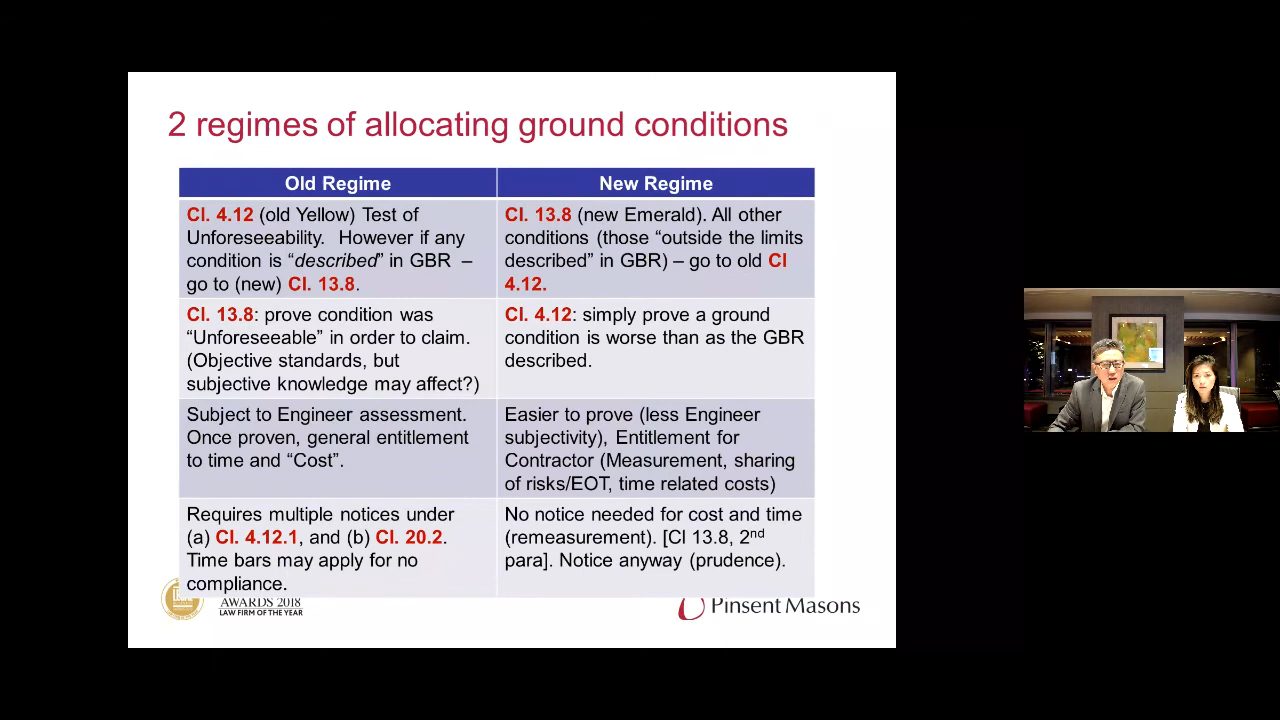 2 regimes of allocating ground conditions
Old Regime
New Regime
Cl. 4.12 (old Yellow) Test of
Unforeseeability. However if any
condition is “described” in GBR –
go to (new) Cl. 13.8.
Cl. 13.8 (new Emerald). All other
conditions (those “outside the limits
described” in GBR) – go to old Cl
4.12.
Cl. 13.8: prove condition was
“Unforeseeable” in order to claim.
(Objective standards, but
subjective knowledge may affect?)
Cl. 4.12: simply prove a ground
condition is worse than as the GBR
described.
Subject to Engineer assessment.
Once proven, general entitlement
to time and “Cost”.
Easier to prove (less Engineer
subjectivity), Entitlement for
Contractor (Measurement, sharing
of risks/EOT, time related costs)
Requires multiple notices under
(a) Cl. 4.12.1, and (b) Cl. 20.2.
Time bars may apply for no
compliance.
No notice needed for cost and time
(remeasurement). [Cl 13.8, 2nd
para]. Notice anyway (prudence).
AWARDS 2018
LAW FIRM OF THE YEAR
Pinsent Masons